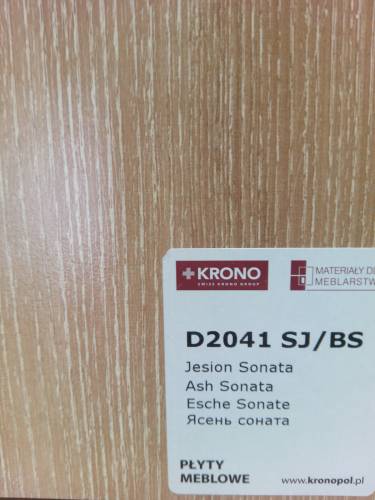 KRONO
SWISS KRONO GROUP
MATERIAŁY DL
MEBLARSTW
D2041 SJ/BS
Jesion Sonata
Ash Sonata
Esche Sonate
Ясень соната
PŁYTY
MEBLOWE
www.kronopol.pl